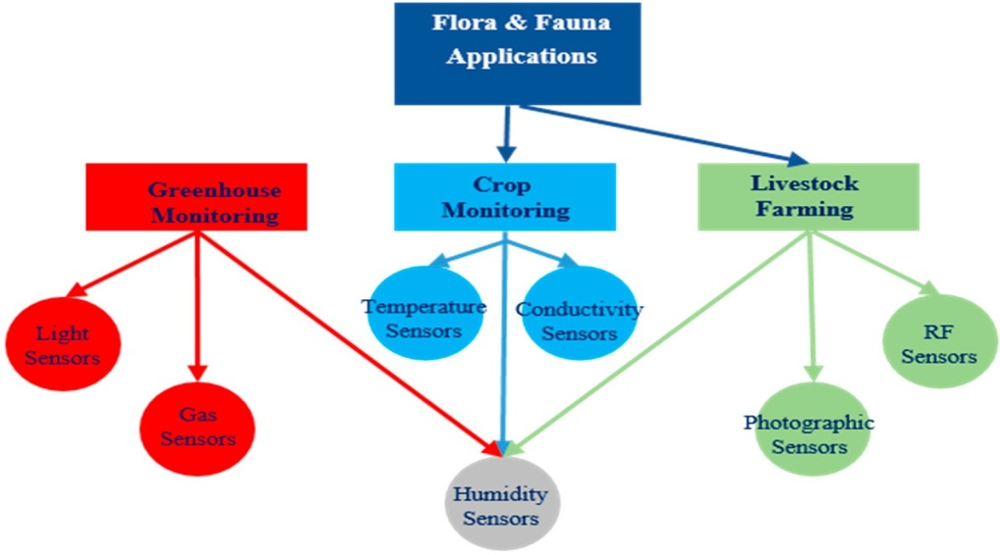 Flora & Fauna
Applications
Greenhouse
Monitoring
Crop
Monitoring
Livestock
Farming
Light
Sensors
Gas
Sensors
Temperature
Sensors
Conductivity
Sensors
Humidity
Sensors
Photographic
Sensors
RF
Sensors